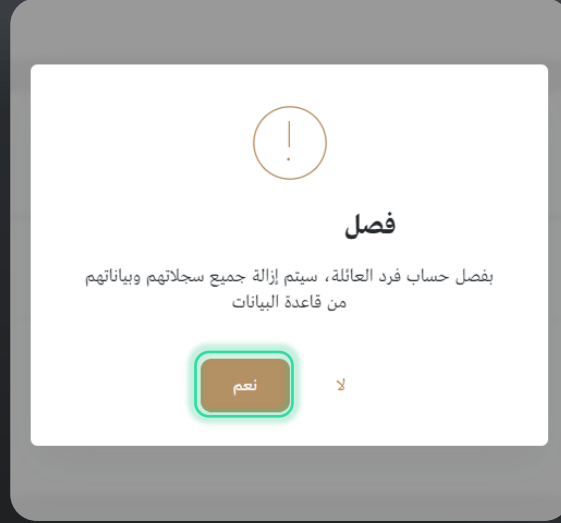 فصل
بفصل حساب فرد العائلة، سيتم إزالة جميع سجلاتهم وبياناتهم
من قاعدة البيانات
لا
نعم